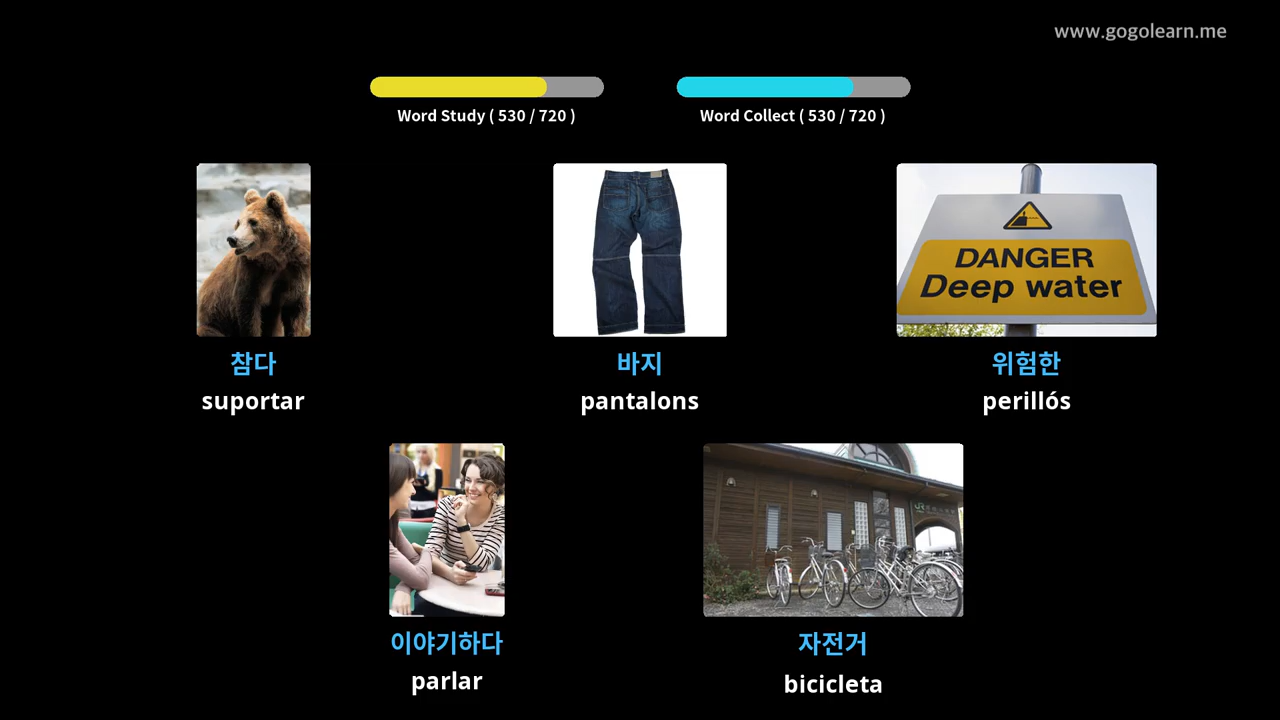 www.gogolearn.me
Word Study ( 530 / 720 )
Word Collect ( 530 / 720 )
DANGER
Deep water
참다
바지
위험한
suportar
pantalons
perillós
이야기하다
자전거
parlar
bicicleta